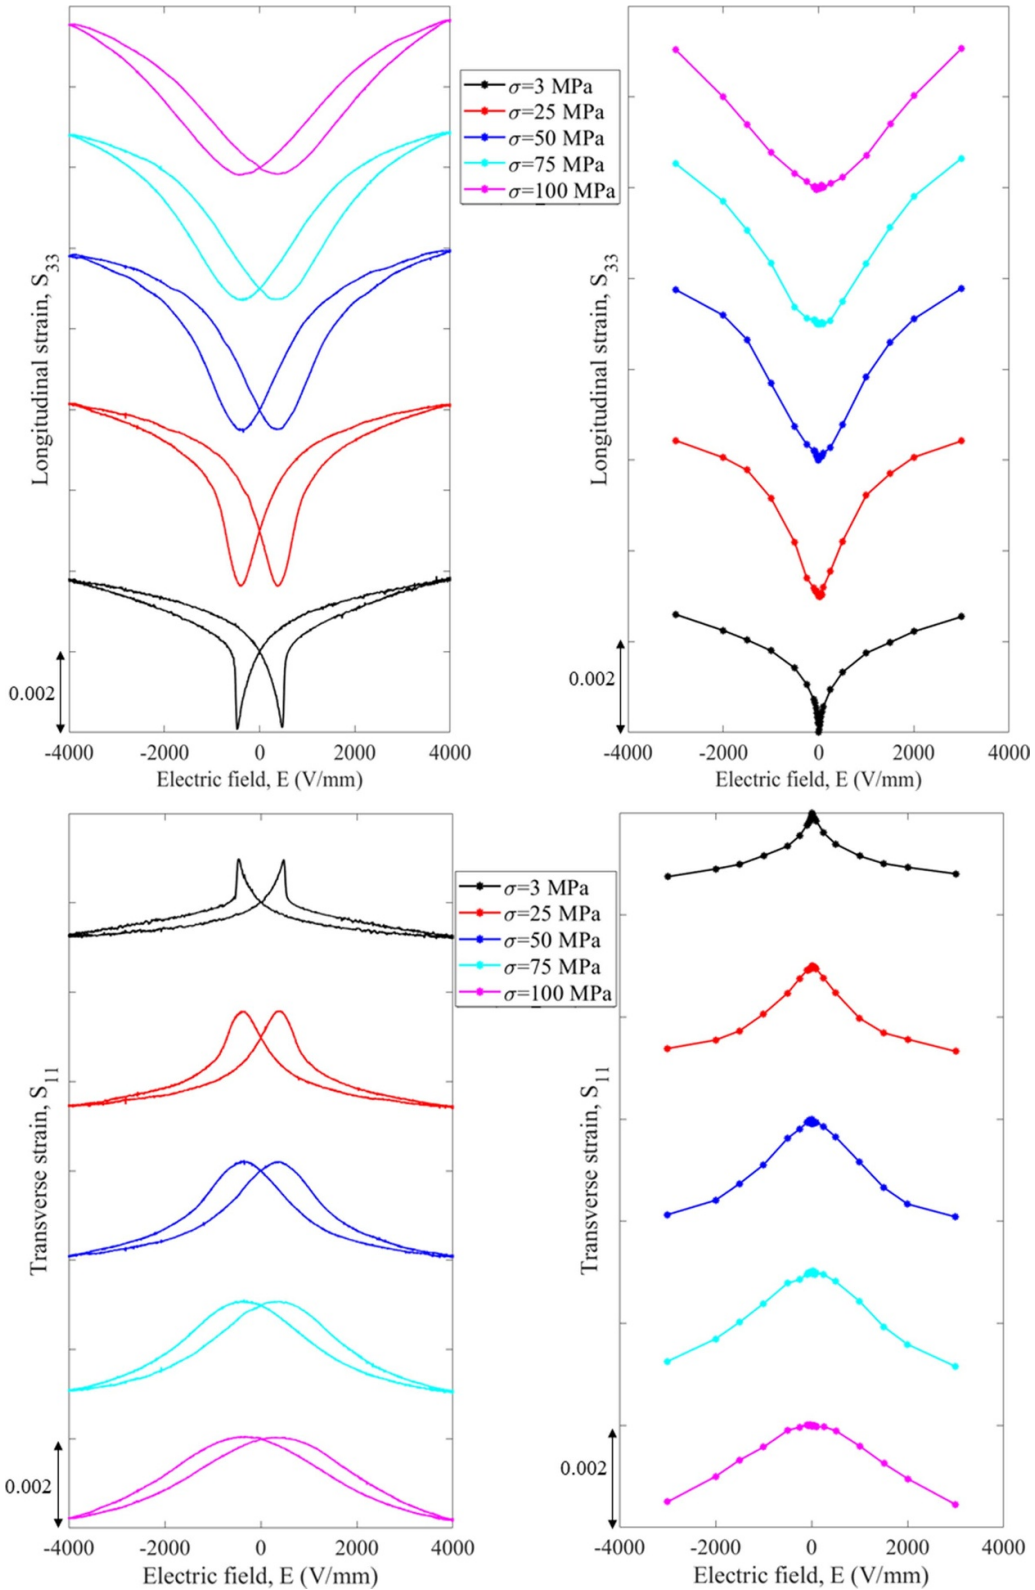 σ=3 MPa
σ=25 MPa
σ=50 MPa
σ=75 MPa
σ=100 MPa
Longitudinal strain, S33
Longitudinal strain, S33
0.002
0.002
-4000 -2000 0 2000 4000
-4000 -2000 0 2000 4000
Electric field, E (V/mm)
Electric field, E (V/mm)
σ=3 MPa
σ=25 MPa
σ=50 MPa
σ=75 MPa
σ=100 MPa
Transverse strain, S11
Transverse strain, S11
0.002
0.002
-4000 -2000 0 2000 4000
-4000 -2000 0 2000 4000
Electric field, E (V/mm)
Electric field, E (V/mm)